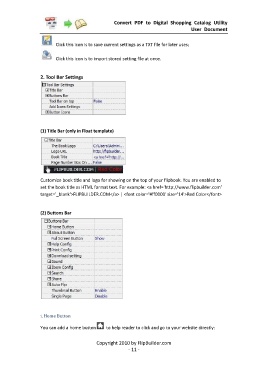 Convert PDF to Digital Shopping Catalog Utility
User Document
Click this icon is to save current settings as a TXT file for later uses;
Click this icon is to import stored setting file at once.
2. Tool Bar Settings
Tool Bar Settings
Title Bar
Buttons Bar
Tool Bar on top False
Add Icons Settings
Button Icons
(1) Title Bar (only in Float template)
Title Bar
The Book Logo C:\Users\Admin...
Logo URL http://flipbuilder...
Book Title <a href='http://...
Page Number Box On... False
FLIPBUILDER.COM
Customize book title and logo for showing on the top of your flipbook. You are enabled to
set the book title as HTML format text. For example: <a href='http://www.flipbuilder.com'
target='_blank'>FLIPBUILDER.COM</a> | <font color='#ff0000' size='14'>Red Color</font>
(2) Buttons Bar
Buttons Bar
Home Button
About Button
Full Screen Button Show
Help Config
Print Config
Download setting
Sound
Zoom Config
Search
Share
Auto Flip
Thumbnail Button Enable
Single Page Disable
i. Home Button
You can add a home button to help reader to click and go to your website directly:
Copyright 2010 by FlipBuilder.com
- 11 -